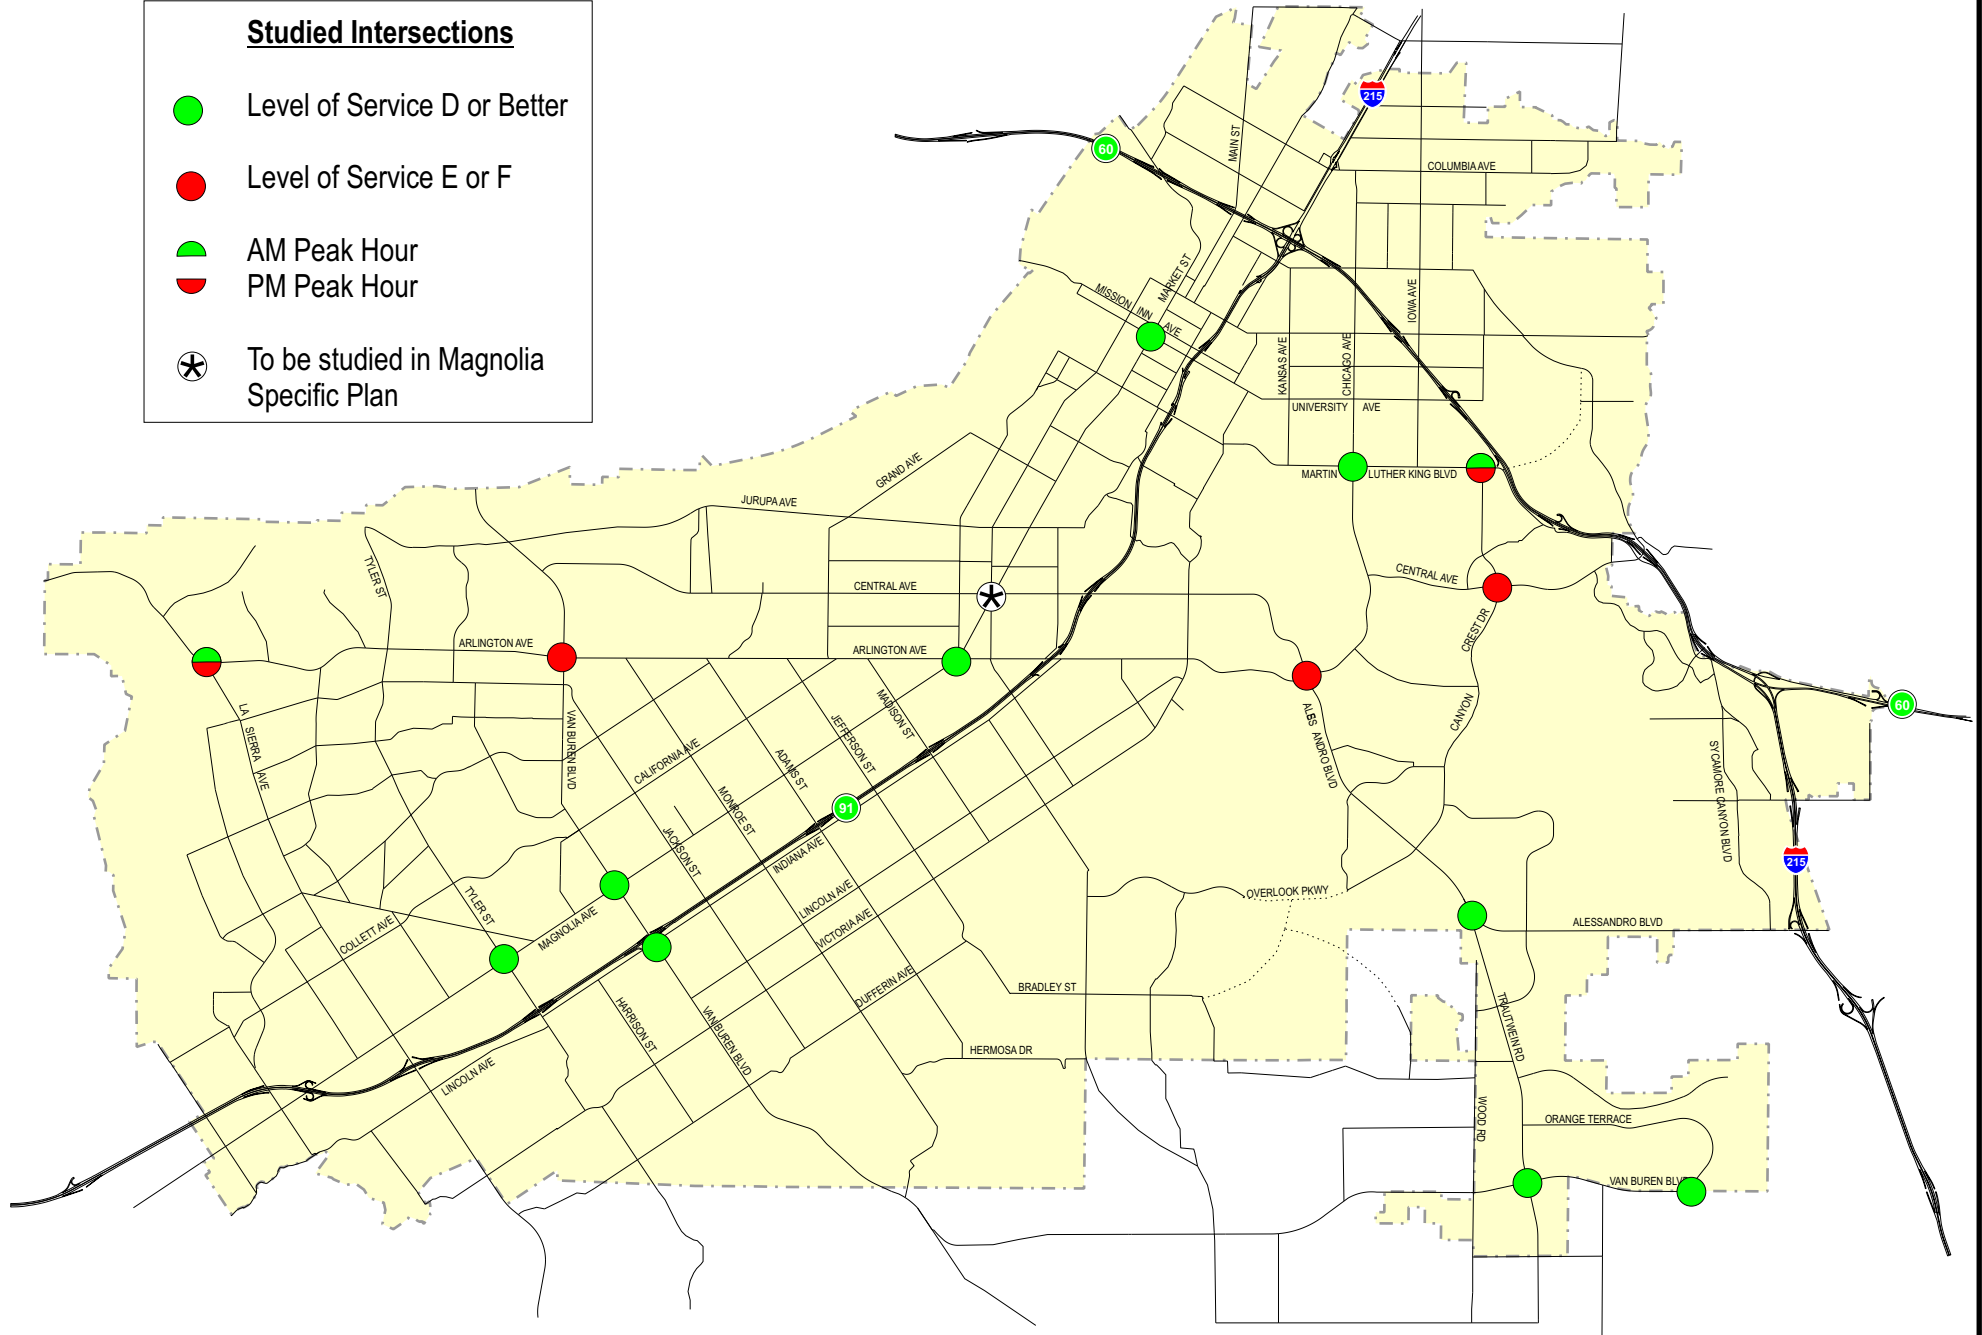 Studied Intersections
Level of Service D or Better
Level of Service E or F
AM Peak Hour
PM Peak Hour
To be studied in Magnolia
Specific Plan
215
60
MAIN ST
COLUMBIA AVE
MARKET ST
MISSION INN AVE
IOWA AVE
KANSAS AVE
CHICAGO AVE
UNIVERSITY AVE
GRAND AVE
MARTIN LUTHER KING BLVD
JURUPA AVE
TYLER ST
CENTRAL AVE
CENTRAL AVE
CREST DR
ARLINGTON AVE
ARLINGTON AVE
LA SIERRA AVE
VAN BUREN BLVD
CALIFORNIA AVE
MADISON ST
JEFFERSON ST
ADAMS ST
MONROE ST
JACKSON ST
ALESSANDRO BLVD
CANYON
60
SYCAMORE CANYON BLVD
91
INDIANA AVE
215
LINCOLN AVE
VICTORIA AVE
OVERLOOK PKWY
TYLER ST
COLLETT AVE
MAGNOLIA AVE
ALESSANDRO BLVD
DUFFERIN AVE
BRADLEY ST
HARRISON ST
VAN BUREN BLVD
TRAUTWEIN RD
HERMOSA DR
LINCOLN AVE
WOOD RD
ORANGE TERRACE
VAN BUREN BLVD